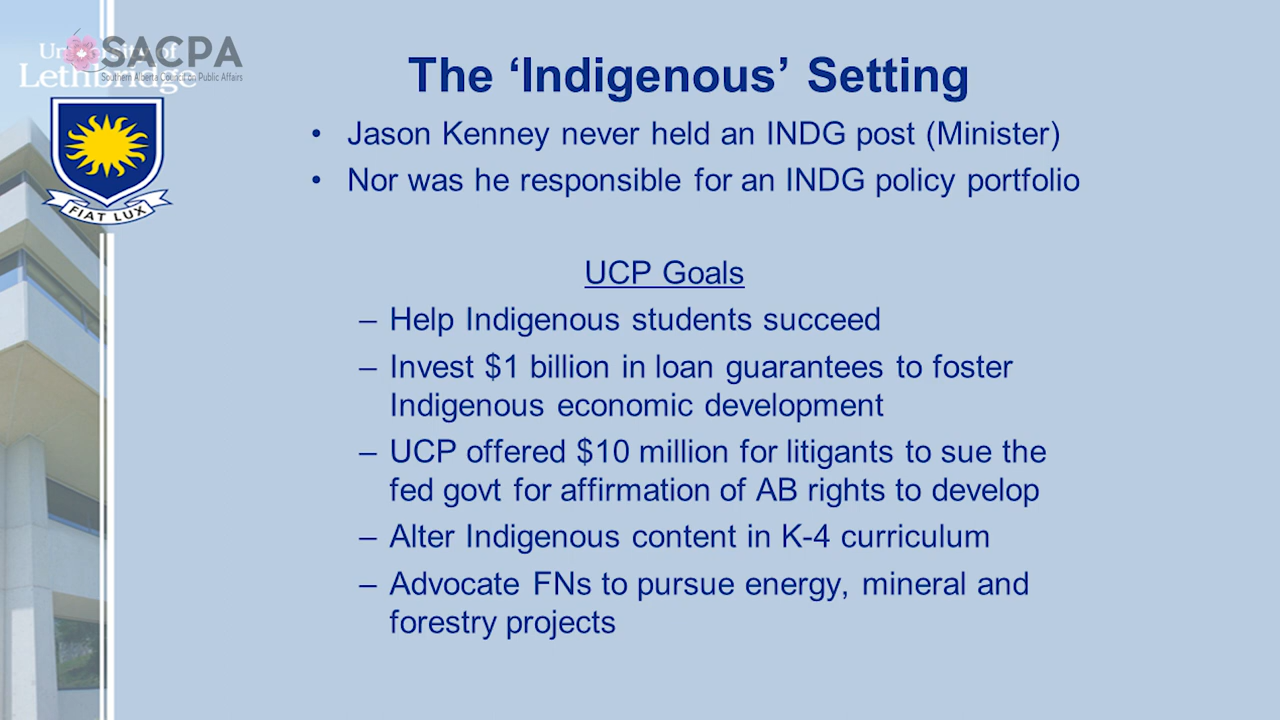 University of
Lethbridge
SACPA
Southern Alberta Council on Public Affairs
FIAT LUX
The ‘Indigenous’ Setting
• Jason Kenney never held an INDG post (Minister)
• Nor was he responsible for an INDG policy portfolio
UCP Goals
– Help Indigenous students succeed
– Invest $1 billion in loan guarantees to foster
Indigenous economic development
– UCP offered $10 million for litigants to sue the
fed govt for affirmation of AB rights to develop
– Alter Indigenous content in K-4 curriculum
– Advocate FNs to pursue energy, mineral and
forestry projects